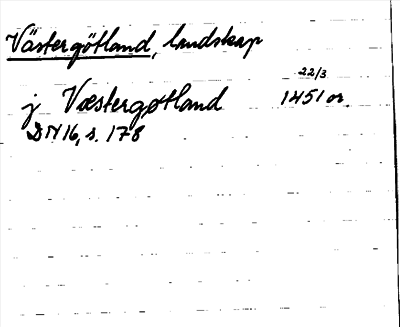 Västergötland, landskap
22/3
j Væstergøtland 1451 or.
DN 16, s. 178